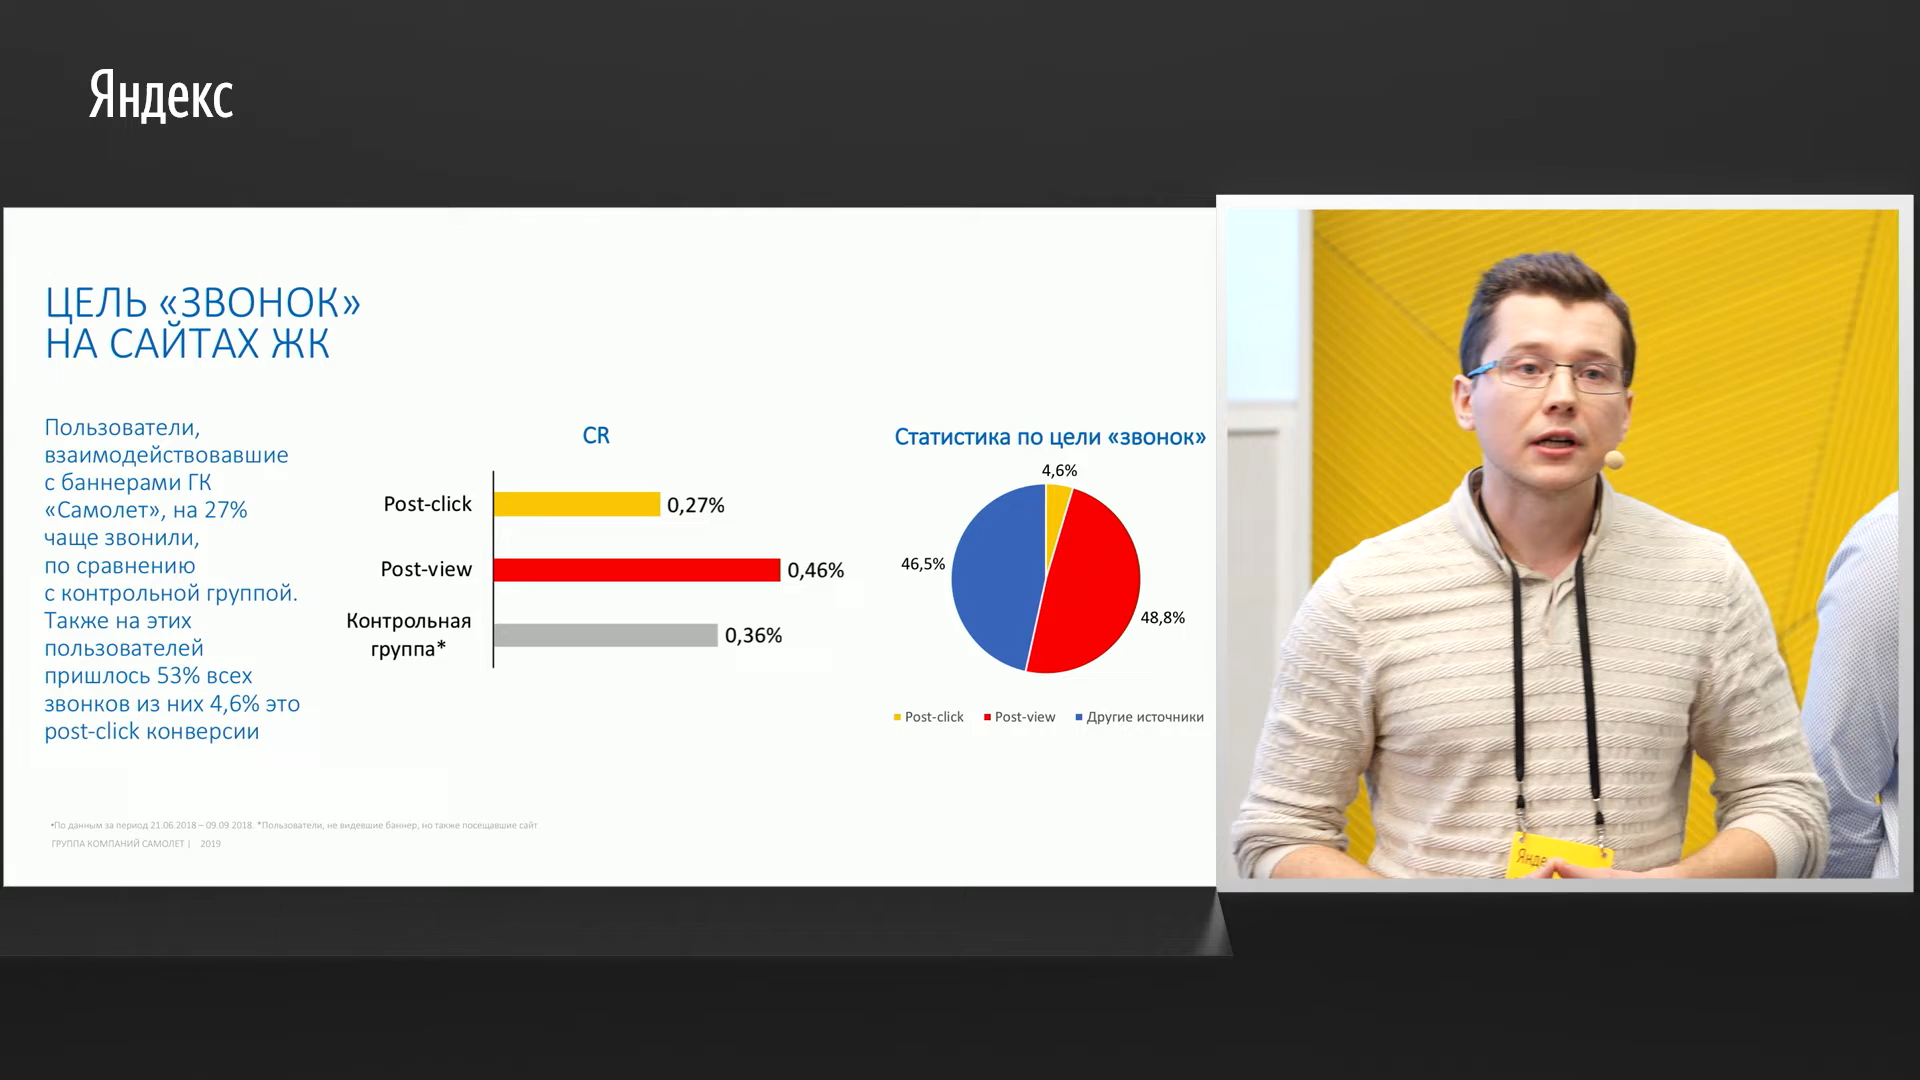 Яндекс
ЦЕЛЬ «ЗВОНОК»
НА САЙТАХ ЖК
Пользователи,
взаимодействовавшие
с баннерами ГК
«Самолет», на 27%
чаще звонили,
по сравнению
с контрольной группой.
Также на этих
пользователей
пришлось 53% всех
звонков из них 4,6% это
post-click конверсии
CR
Post-click
0,27%
Post-view
0,46%
Контрольная
группа*
0,36%
Статистика по цели «звонок»
4,6%
46,5%
48,8%
Post-click Post-view Другие источники
•По данным за период 21.06.2018 – 09.09 2018. *Пользователи, не видевшие баннер, но также посещавшие сайт
ГРУППА КОМПАНИЙ САМОЛЕТ | 2019
Янде